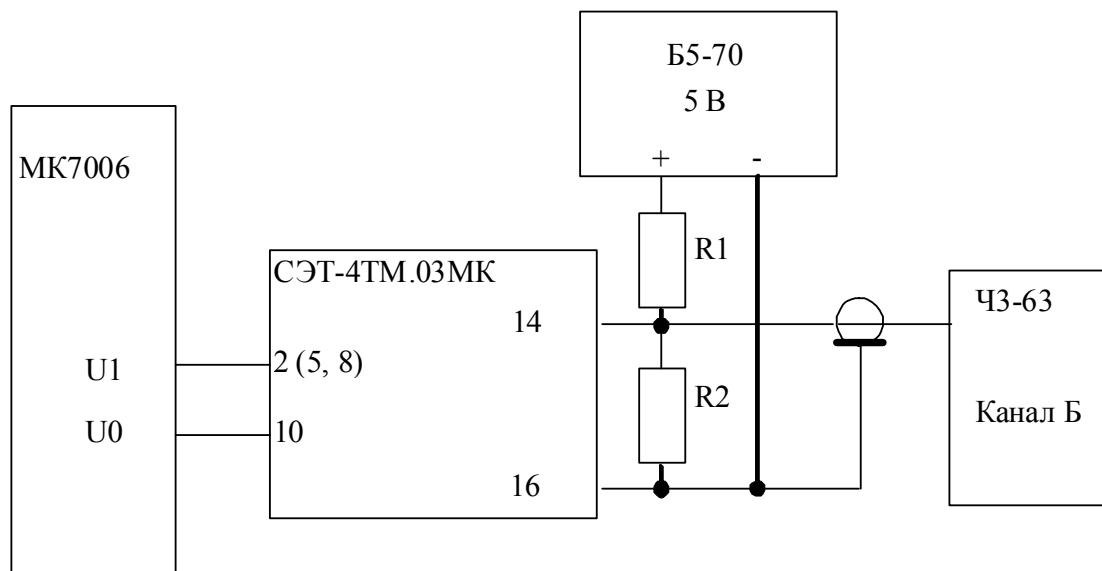 Б5-70
5 В
+ -
МК7006
R1
СЭТ-4ТМ.03МК
Ч3-63
14
2 (5, 8)
U1
R2
Канал Б
U0
10
16